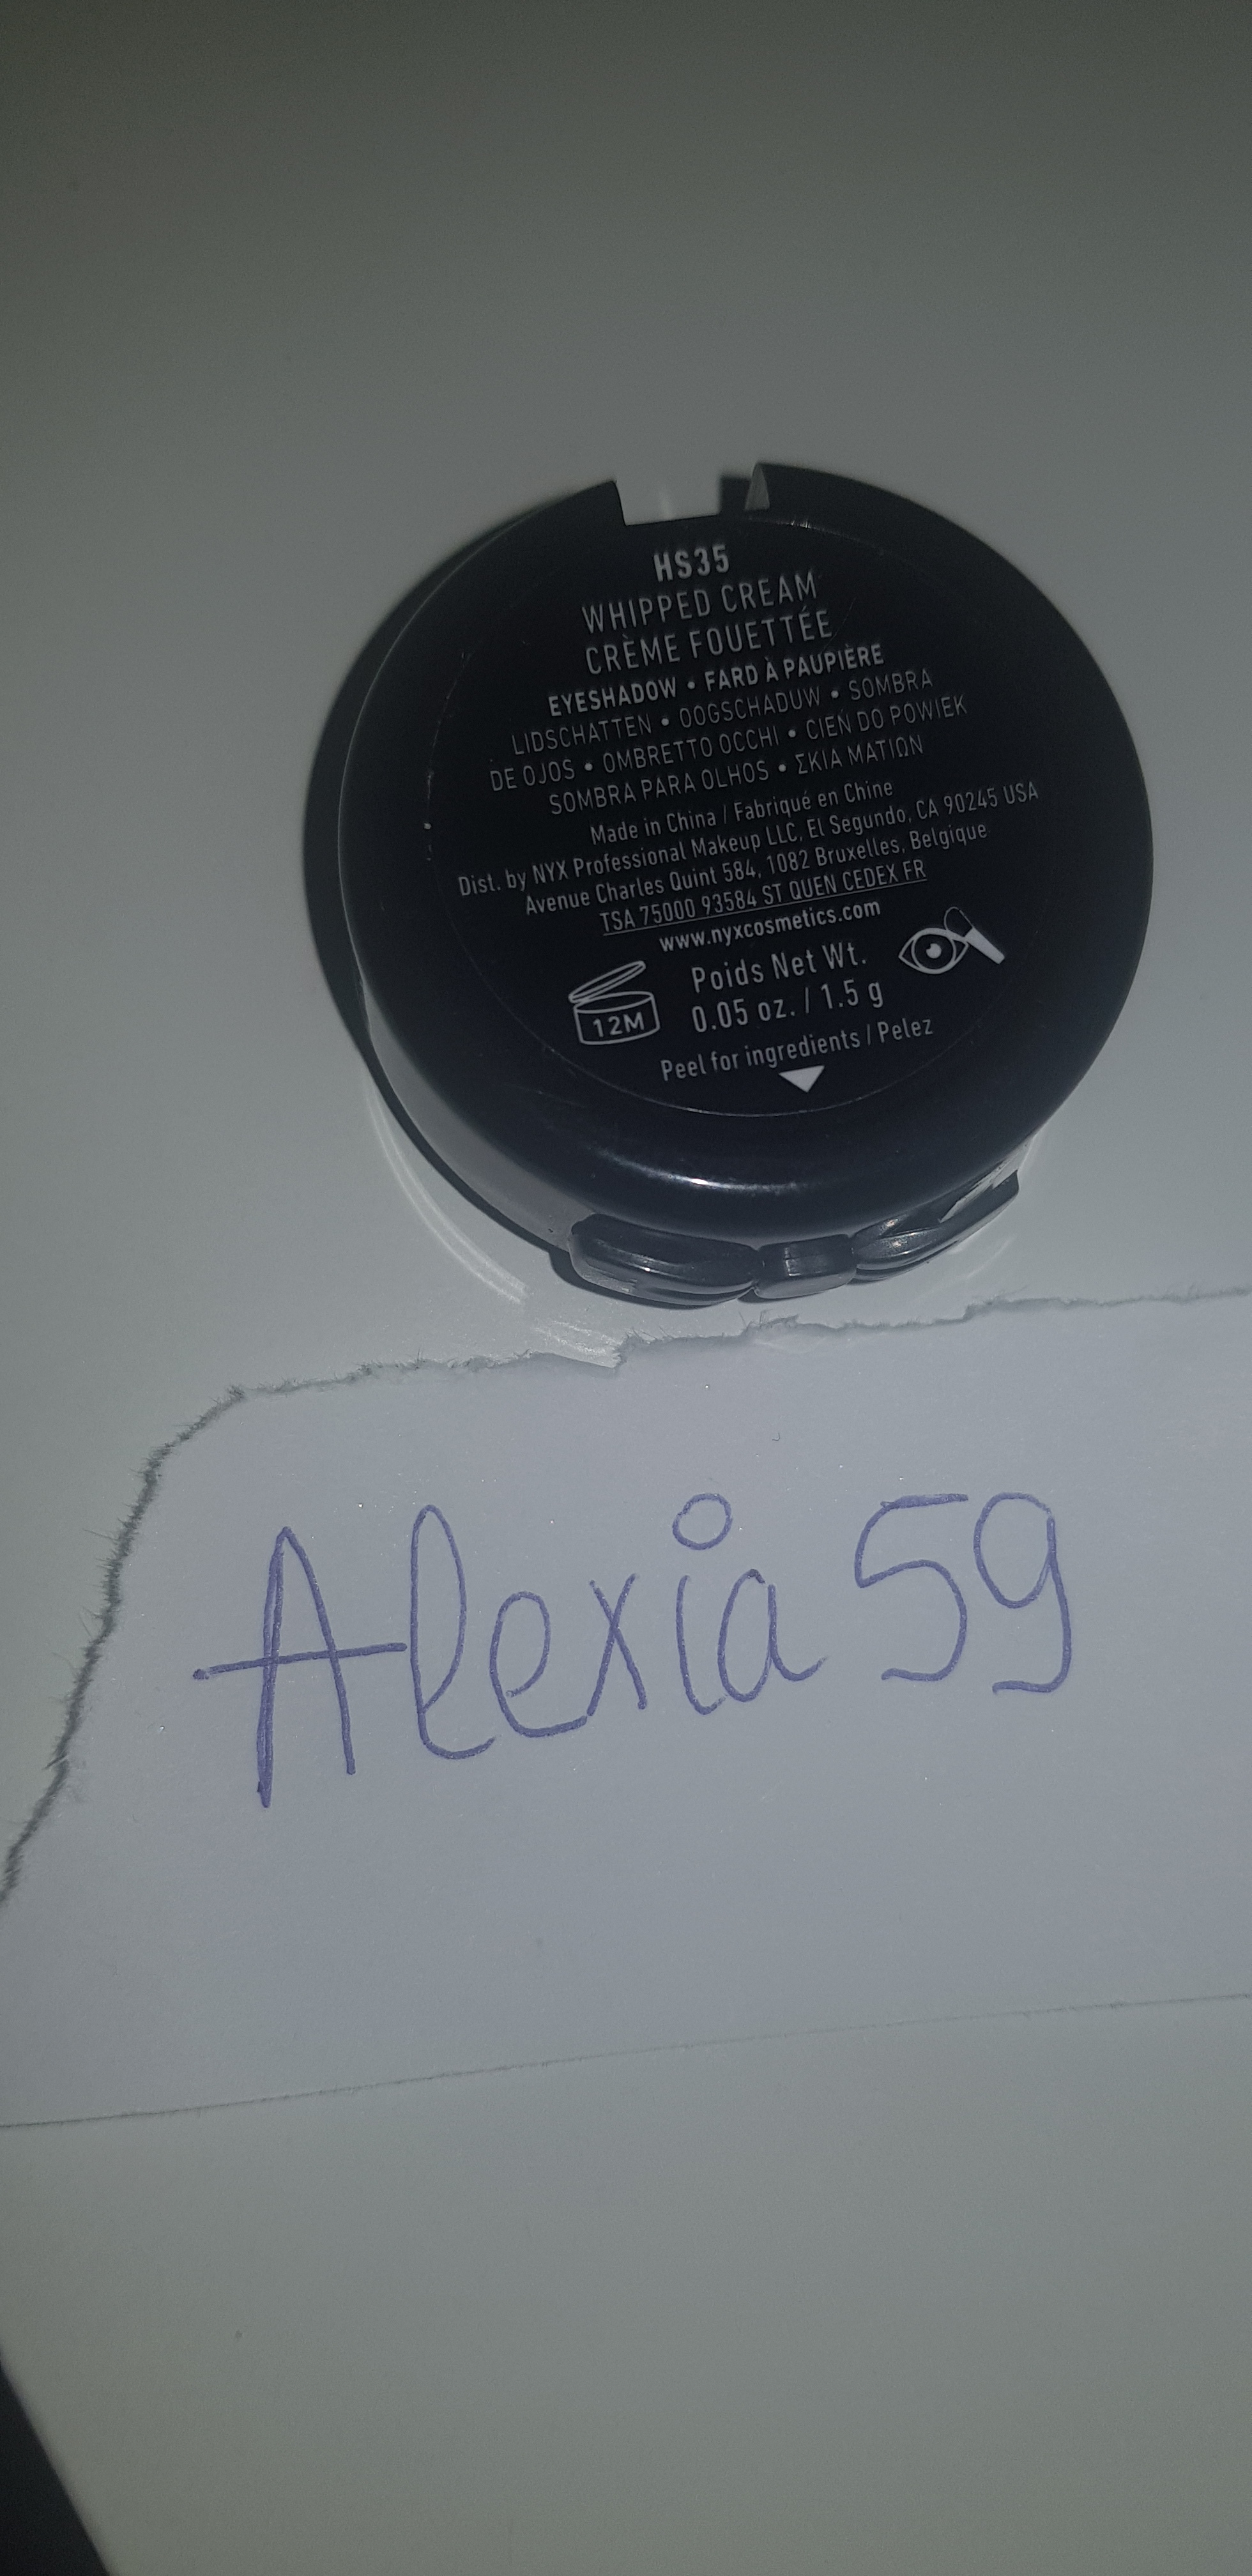 HS35
WHIPPED CREAM
CRÈME FOUETTÉE
EYESHADOW • FARD À PAUPIÈRE
LIDSCHATTEN • OOGSCHADUW • SOMBRA
DE OJOS • OMBRETTO OCCHI • CIEŃ DO POWIEK
SOMBRA PARA OLHOS • ΣΚΙΑ ΜΑΤΙΩΝ
Made in China / Fabriqué en Chine
Dist. by NYX Professional Makeup LLC, El Segundo, CA 90245 USA
Avenue Charles Quint 584, 1082 Bruxelles, Belgique
TSA 75000 93584 ST QUEN CEDEX FR
www.nyxcosmetics.com
Poids Net Wt.
0.05 oz. / 1.5 g
12M
Peel for ingredients / Pelez
Alexia 59